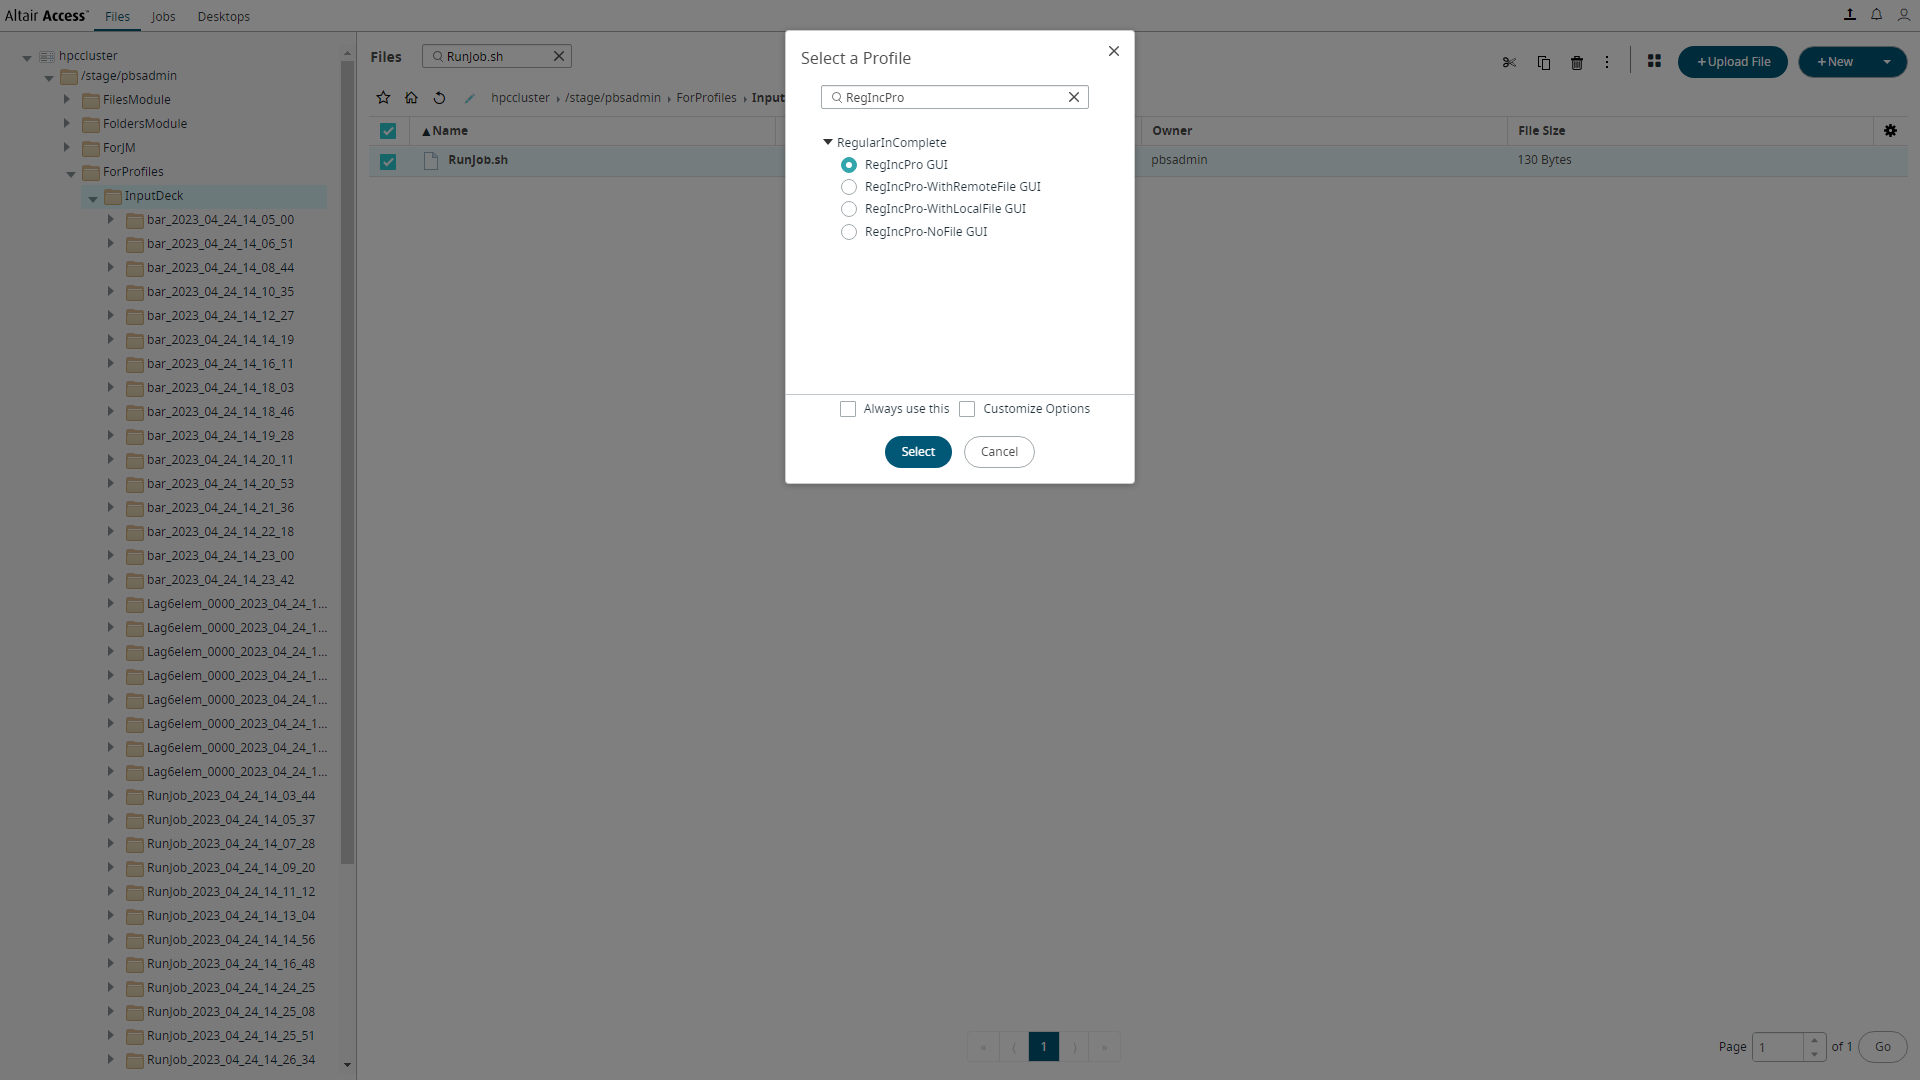 Altair Access™ Files Jobs Desktops
hpccluster
/stage/pbsadmin
FilesModule
FoldersModule
ForJM
ForProfiles
InputDeck
bar_2023_04_24_14_05_00
bar_2023_04_24_14_06_51
bar_2023_04_24_14_08_44
bar_2023_04_24_14_10_35
bar_2023_04_24_14_12_27
bar_2023_04_24_14_14_19
bar_2023_04_24_14_16_11
bar_2023_04_24_14_18_03
bar_2023_04_24_14_18_46
bar_2023_04_24_14_19_28
bar_2023_04_24_14_20_11
bar_2023_04_24_14_20_53
bar_2023_04_24_14_21_36
bar_2023_04_24_14_22_18
bar_2023_04_24_14_23_00
bar_2023_04_24_14_23_42
Lag6elem_0000_2023_04_24_1...
Lag6elem_0000_2023_04_24_1...
Lag6elem_0000_2023_04_24_1...
Lag6elem_0000_2023_04_24_1...
Lag6elem_0000_2023_04_24_1...
Lag6elem_0000_2023_04_24_1...
Lag6elem_0000_2023_04_24_1...
Lag6elem_0000_2023_04_24_1...
RunJob_2023_04_24_14_03_44
RunJob_2023_04_24_14_05_37
RunJob_2023_04_24_14_07_28
RunJob_2023_04_24_14_09_20
RunJob_2023_04_24_14_11_12
RunJob_2023_04_24_14_13_04
RunJob_2023_04_24_14_14_56
RunJob_2023_04_24_14_16_48
RunJob_2023_04_24_14_24_25
RunJob_2023_04_24_14_25_08
RunJob_2023_04_24_14_25_51
RunJob_2023_04_24_14_26_34
Files RunJob.sh
+Upload File +New
hpccluster › /stage/pbsadmin › ForProfiles › Input
▲Name Owner File Size
RunJob.sh pbsadmin 130 Bytes
Select a Profile
RegIncPro
RegularInComplete
RegIncPro GUI
RegIncPro-WithRemoteFile GUI
RegIncPro-WithLocalFile GUI
RegIncPro-NoFile GUI
Always use this Customize Options
Select Cancel
« ⟨ 1 ⟩ » Page 1 of 1 Go